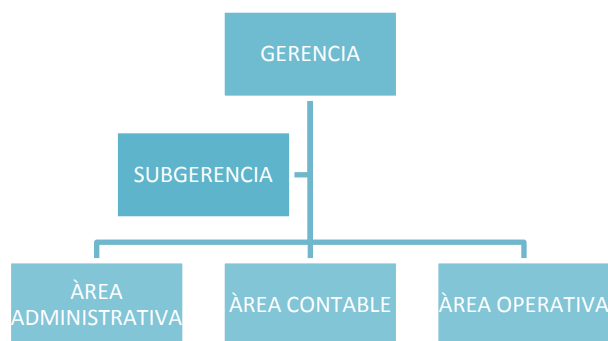 GERENCIA
SUBGERENCIA
ÀREA
ADMINISTRATIVA
ÀREA CONTABLE
ÀREA OPERATIVA